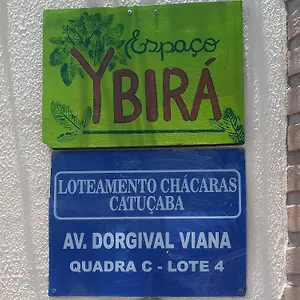 Espaço
YBIRÁ
LOTEAMENTO CHÁCARAS
CATUÇABA
AV. DORGIVAL VIANA
QUADRA C - LOTE 4